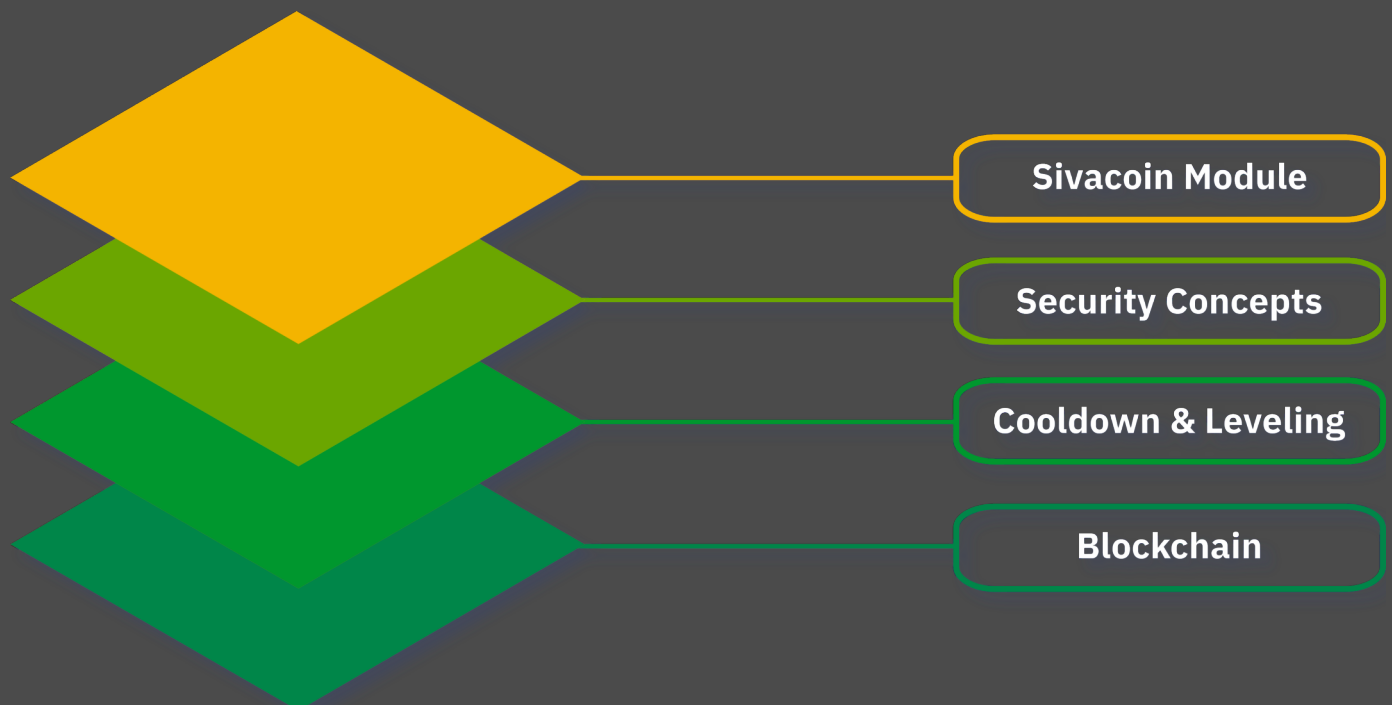 Sivacoin Module
Security Concepts
Cooldown & Leveling
Blockchain